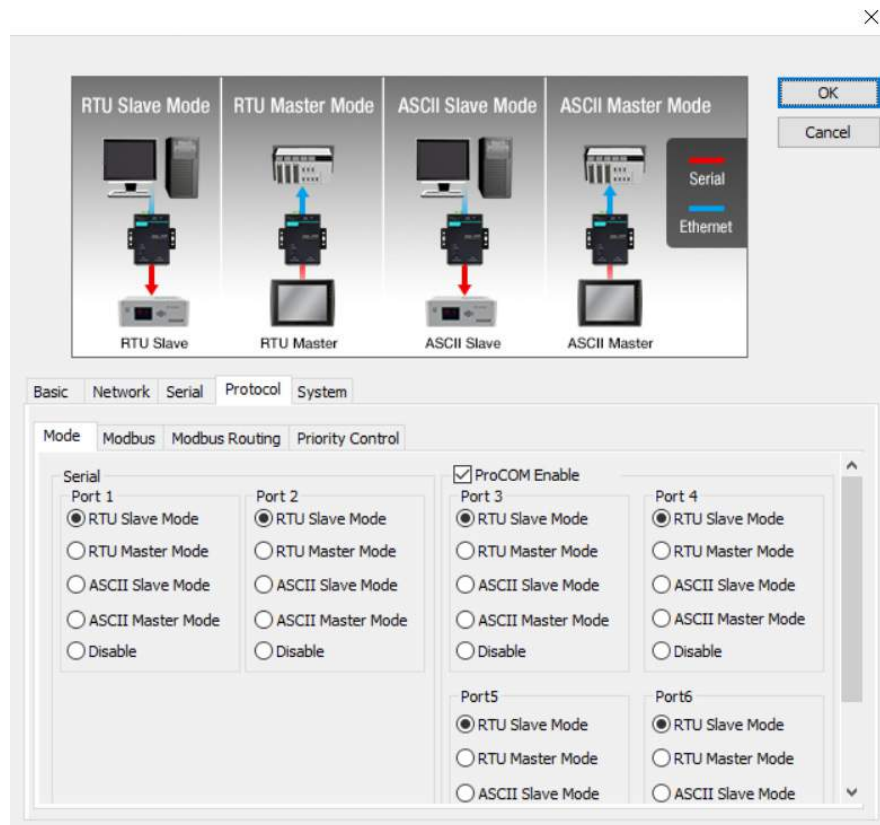 RTU Slave Mode RTU Master Mode ASCII Slave Mode ASCII Master Mode
Serial
Ethernet
RTU Slave RTU Master ASCII Slave ASCII Master
OK
Cancel
Basic Network Serial Protocol System
Mode Modbus Modbus Routing Priority Control
Serial
Port 1
RTU Slave Mode
RTU Master Mode
ASCII Slave Mode
ASCII Master Mode
Disable
Port 2
RTU Slave Mode
RTU Master Mode
ASCII Slave Mode
ASCII Master Mode
Disable
ProCOM Enable
Port 3
RTU Slave Mode
RTU Master Mode
ASCII Slave Mode
ASCII Master Mode
Disable
Port 4
RTU Slave Mode
RTU Master Mode
ASCII Slave Mode
ASCII Master Mode
Disable
Port5
RTU Slave Mode
RTU Master Mode
ASCII Slave Mode
Port6
RTU Slave Mode
RTU Master Mode
ASCII Slave Mode